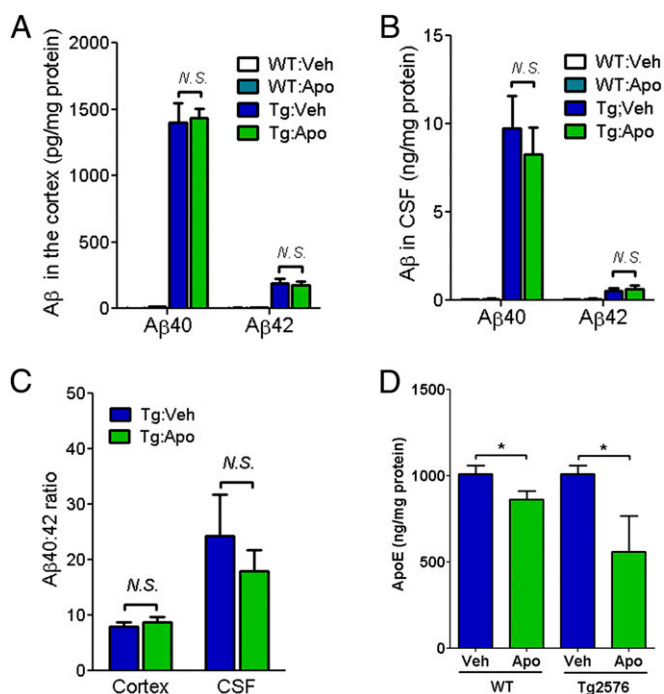 A
Aβ in the cortex (pg/mg protein)
2000
1500
1000
500
0
WT:Veh
WT:Apo
Tg:Veh
Tg:Apo
N.S.
N.S.
Aβ40
Aβ42
B
Aβ in CSF (ng/mg protein)
15
10
5
0
WT:Veh
WT:Apo
Tg;Veh
Tg:Apo
N.S.
N.S.
Aβ40
Aβ42
C
Aβ40:42 ratio
50
40
30
20
10
0
Tg:Veh
Tg:Apo
N.S.
N.S.
Cortex
CSF
D
ApoE (ng/mg protein)
1500
1000
500
0
*
*
Veh
Apo
Veh
Apo
WT
Tg2576